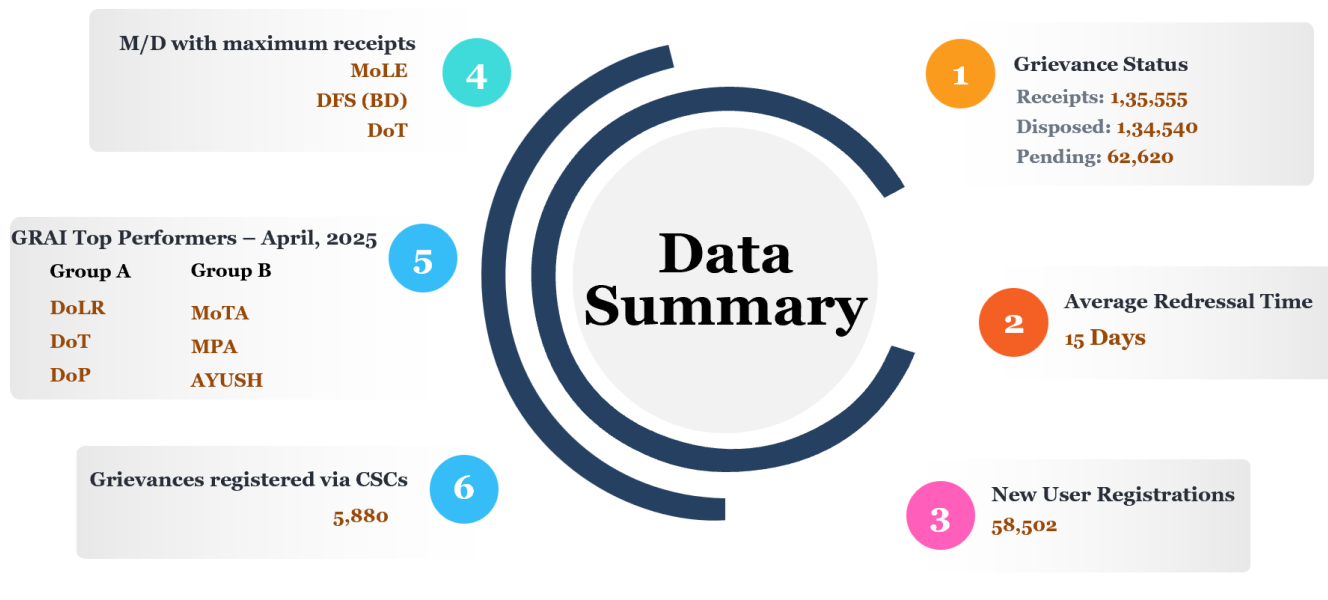 Data
Summary
1
Grievance Status
Receipts: 1,35,555
Disposed: 1,34,540
Pending: 62,620
2
Average Redressal Time
15 Days
3
New User Registrations
58,502
4
M/D with maximum receipts
MoLE
DFS (BD)
DoT
5
GRAI Top Performers – April, 2025
Group A Group B
DoLR MoTA
DoT MPA
DoP AYUSH
6
Grievances registered via CSCs
5,880